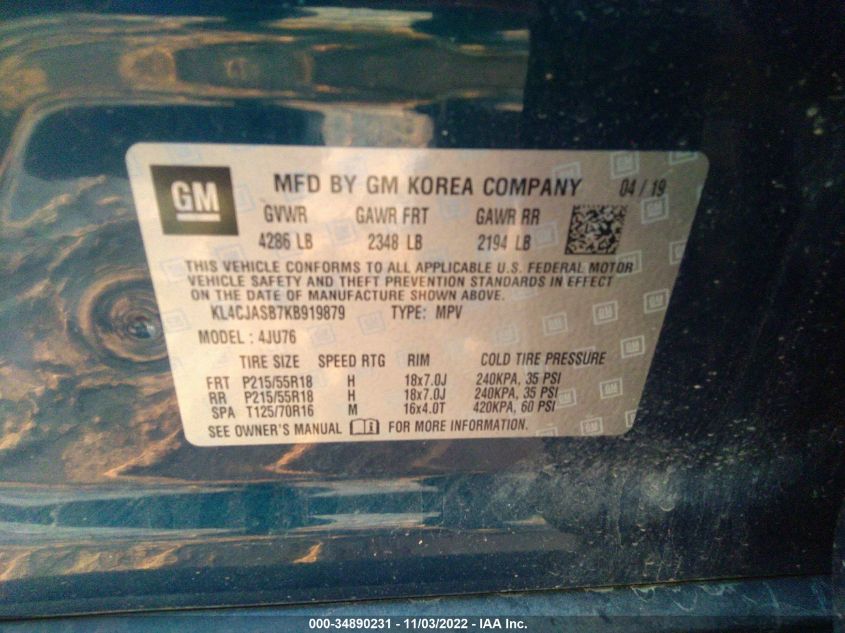 GM MFD BY GM KOREA COMPANY 04 / 19
GVWR GAWR FRT GAWR RR
4286 LB 2348 LB 2194 LB
THIS VEHICLE CONFORMS TO ALL APPLICABLE U.S. FEDERAL MOTOR
VEHICLE SAFETY AND THEFT PREVENTION STANDARDS IN EFFECT
ON THE DATE OF MANUFACTURE SHOWN ABOVE.
KL4CJASB7KB919879 TYPE: MPV
MODEL : 4JU76
TIRE SIZE SPEED RTG RIM COLD TIRE PRESSURE
FRT P215/55R18 H 18x7.0J 240KPA, 35 PSI
RR P215/55R18 H 18x7.0J 240KPA, 35 PSI
SPA T125/70R16 M 16x4.0T 420KPA, 60 PSI
SEE OWNER'S MANUAL FOR MORE INFORMATION.
000-34890231 - 11/03/2022 - IAA Inc.